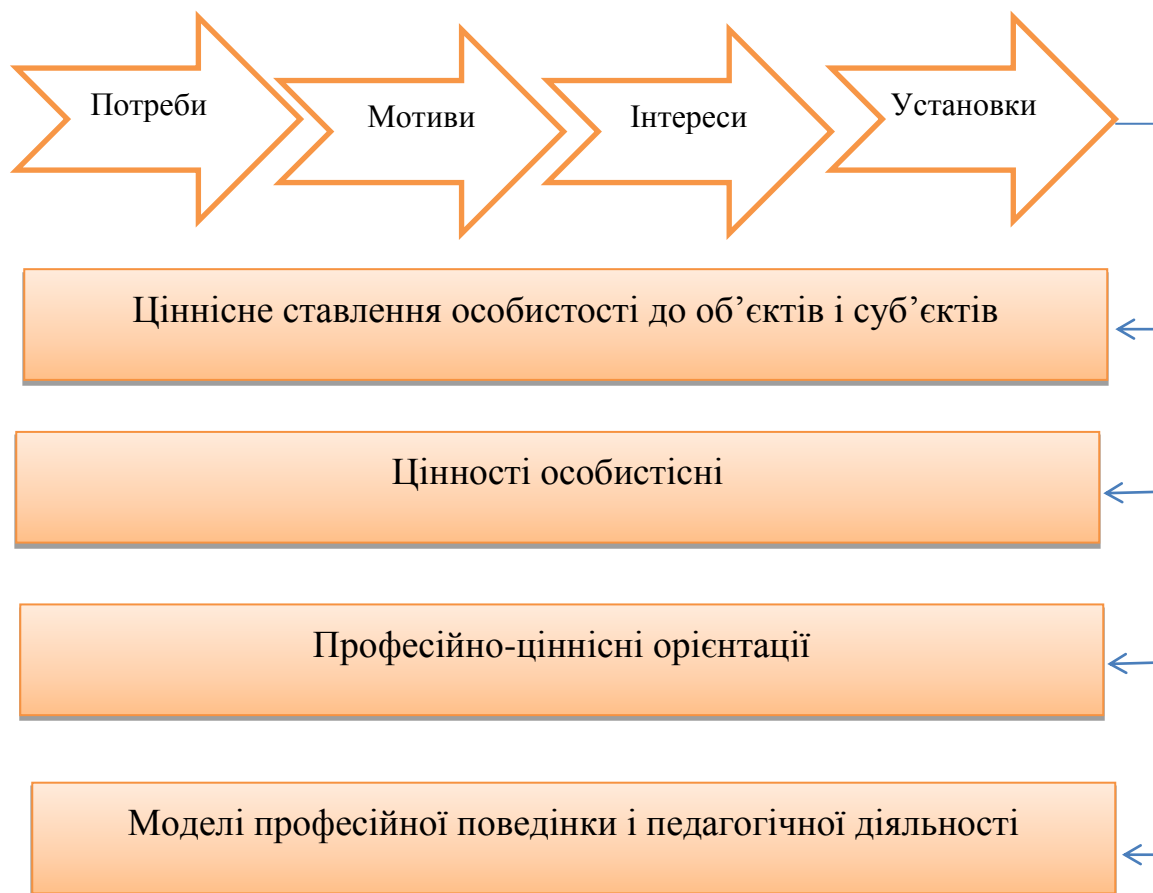 Потреби
Мотиви
Інтереси
Установки
Ціннісне ставлення особистості до об’єктів і суб’єктів
Цінності особистісні
Професійно-ціннісні орієнтації
Моделі професійної поведінки і педагогічної діяльності